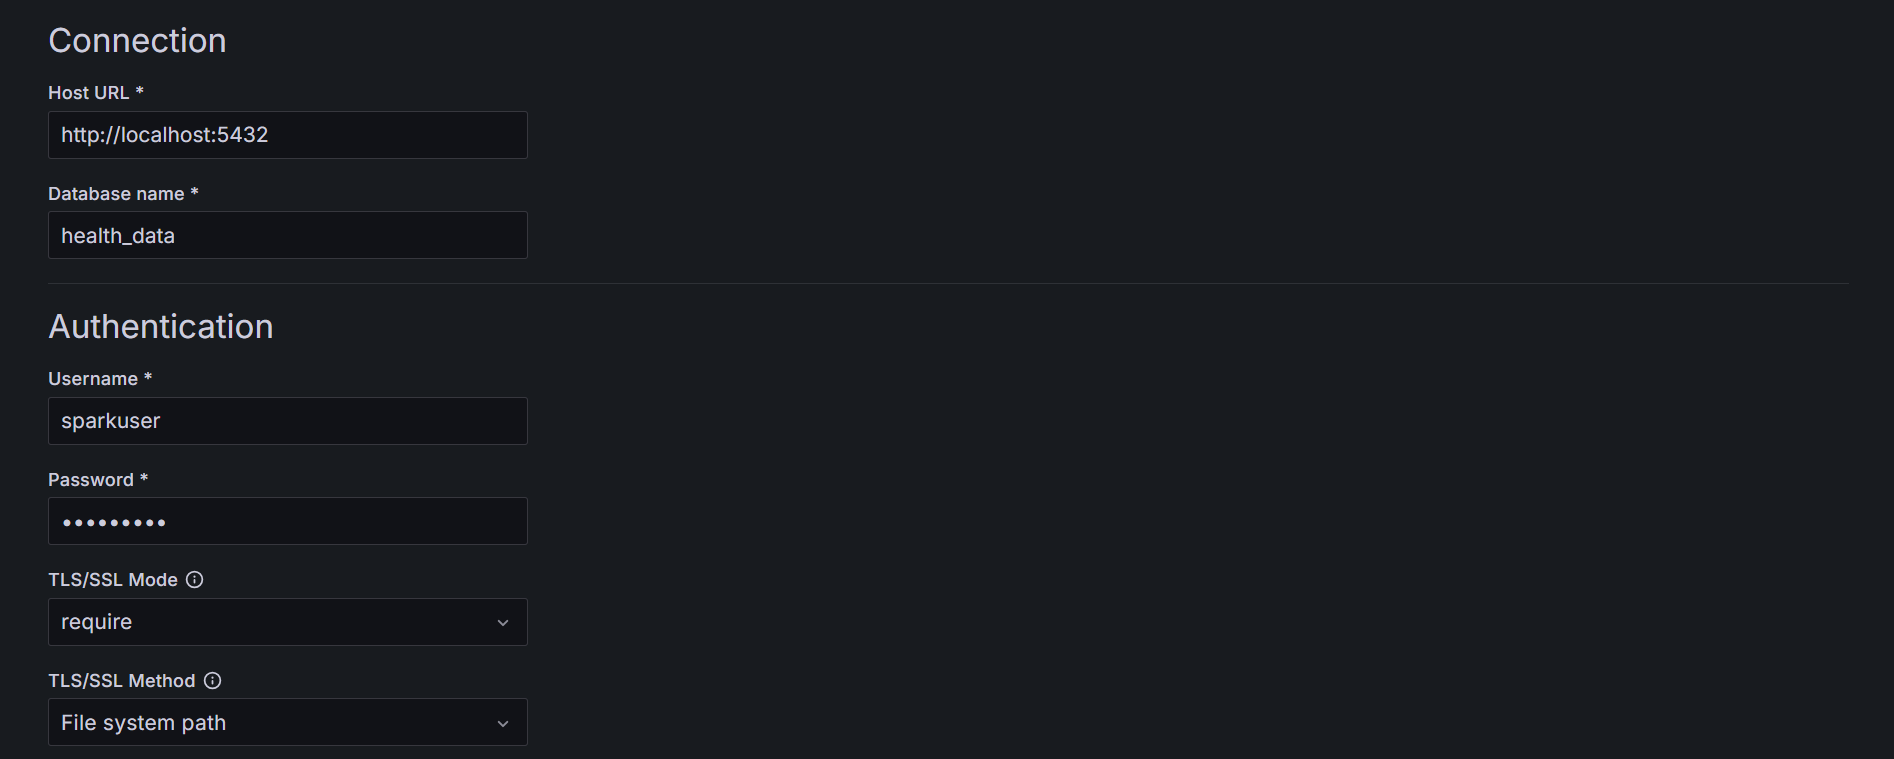 Connection
Host URL *
http://localhost:5432
Database name *
health_data
Authentication
Username *
sparkuser
Password *
•••••••••
TLS/SSL Mode
require
TLS/SSL Method
File system path